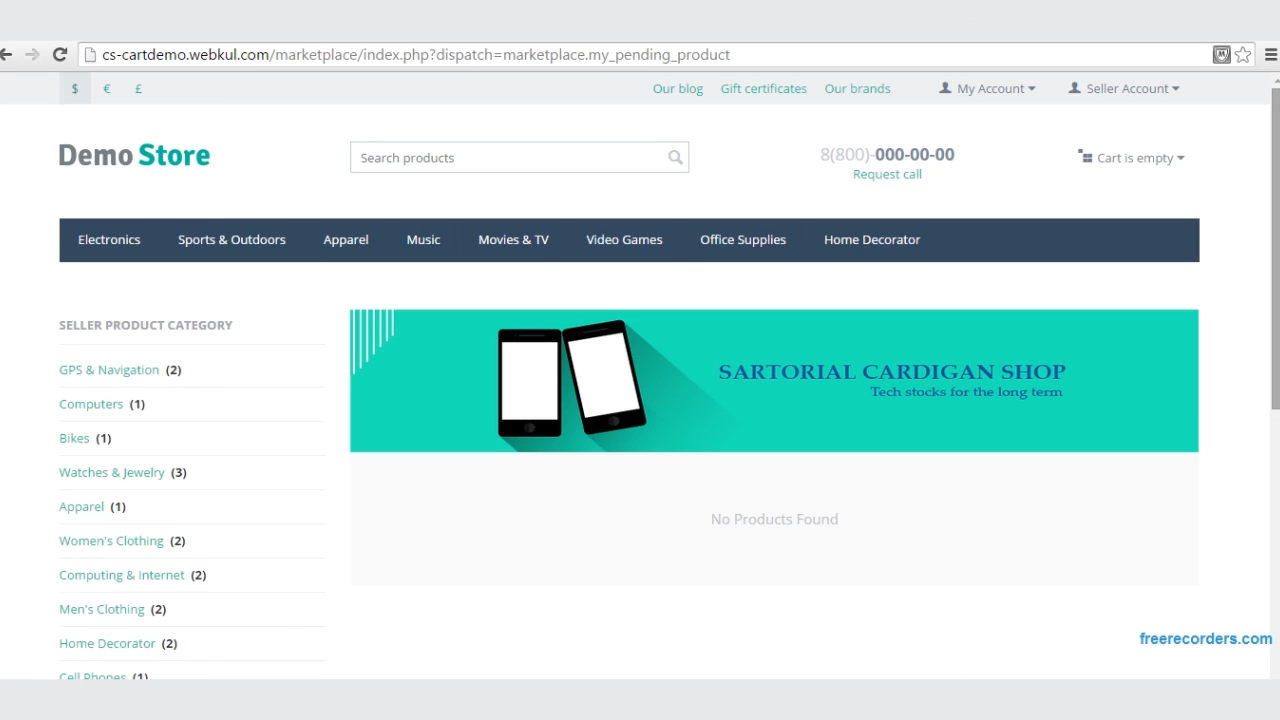 cs-cartdemo.webkul.com/marketplace/index.php?dispatch=marketplace.my_pending_product
$ € £ Our blog Gift certificates Our brands My Account Seller Account
Demo Store Search products 8(800)-000-00-00 Cart is empty
Request call
Electronics Sports & Outdoors Apparel Music Movies & TV Video Games Office Supplies Home Decorator
SELLER PRODUCT CATEGORY
GPS & Navigation (2)
Computers (1)
Bikes (1)
Watches & Jewelry (3)
Apparel (1)
Women's Clothing (2)
Computing & Internet (2)
Men's Clothing (2)
Home Decorator (2)
Cell Phones (1)
SARTORIAL CARDIGAN SHOP
Tech stocks for the long term
No Products Found
freerecorders.com